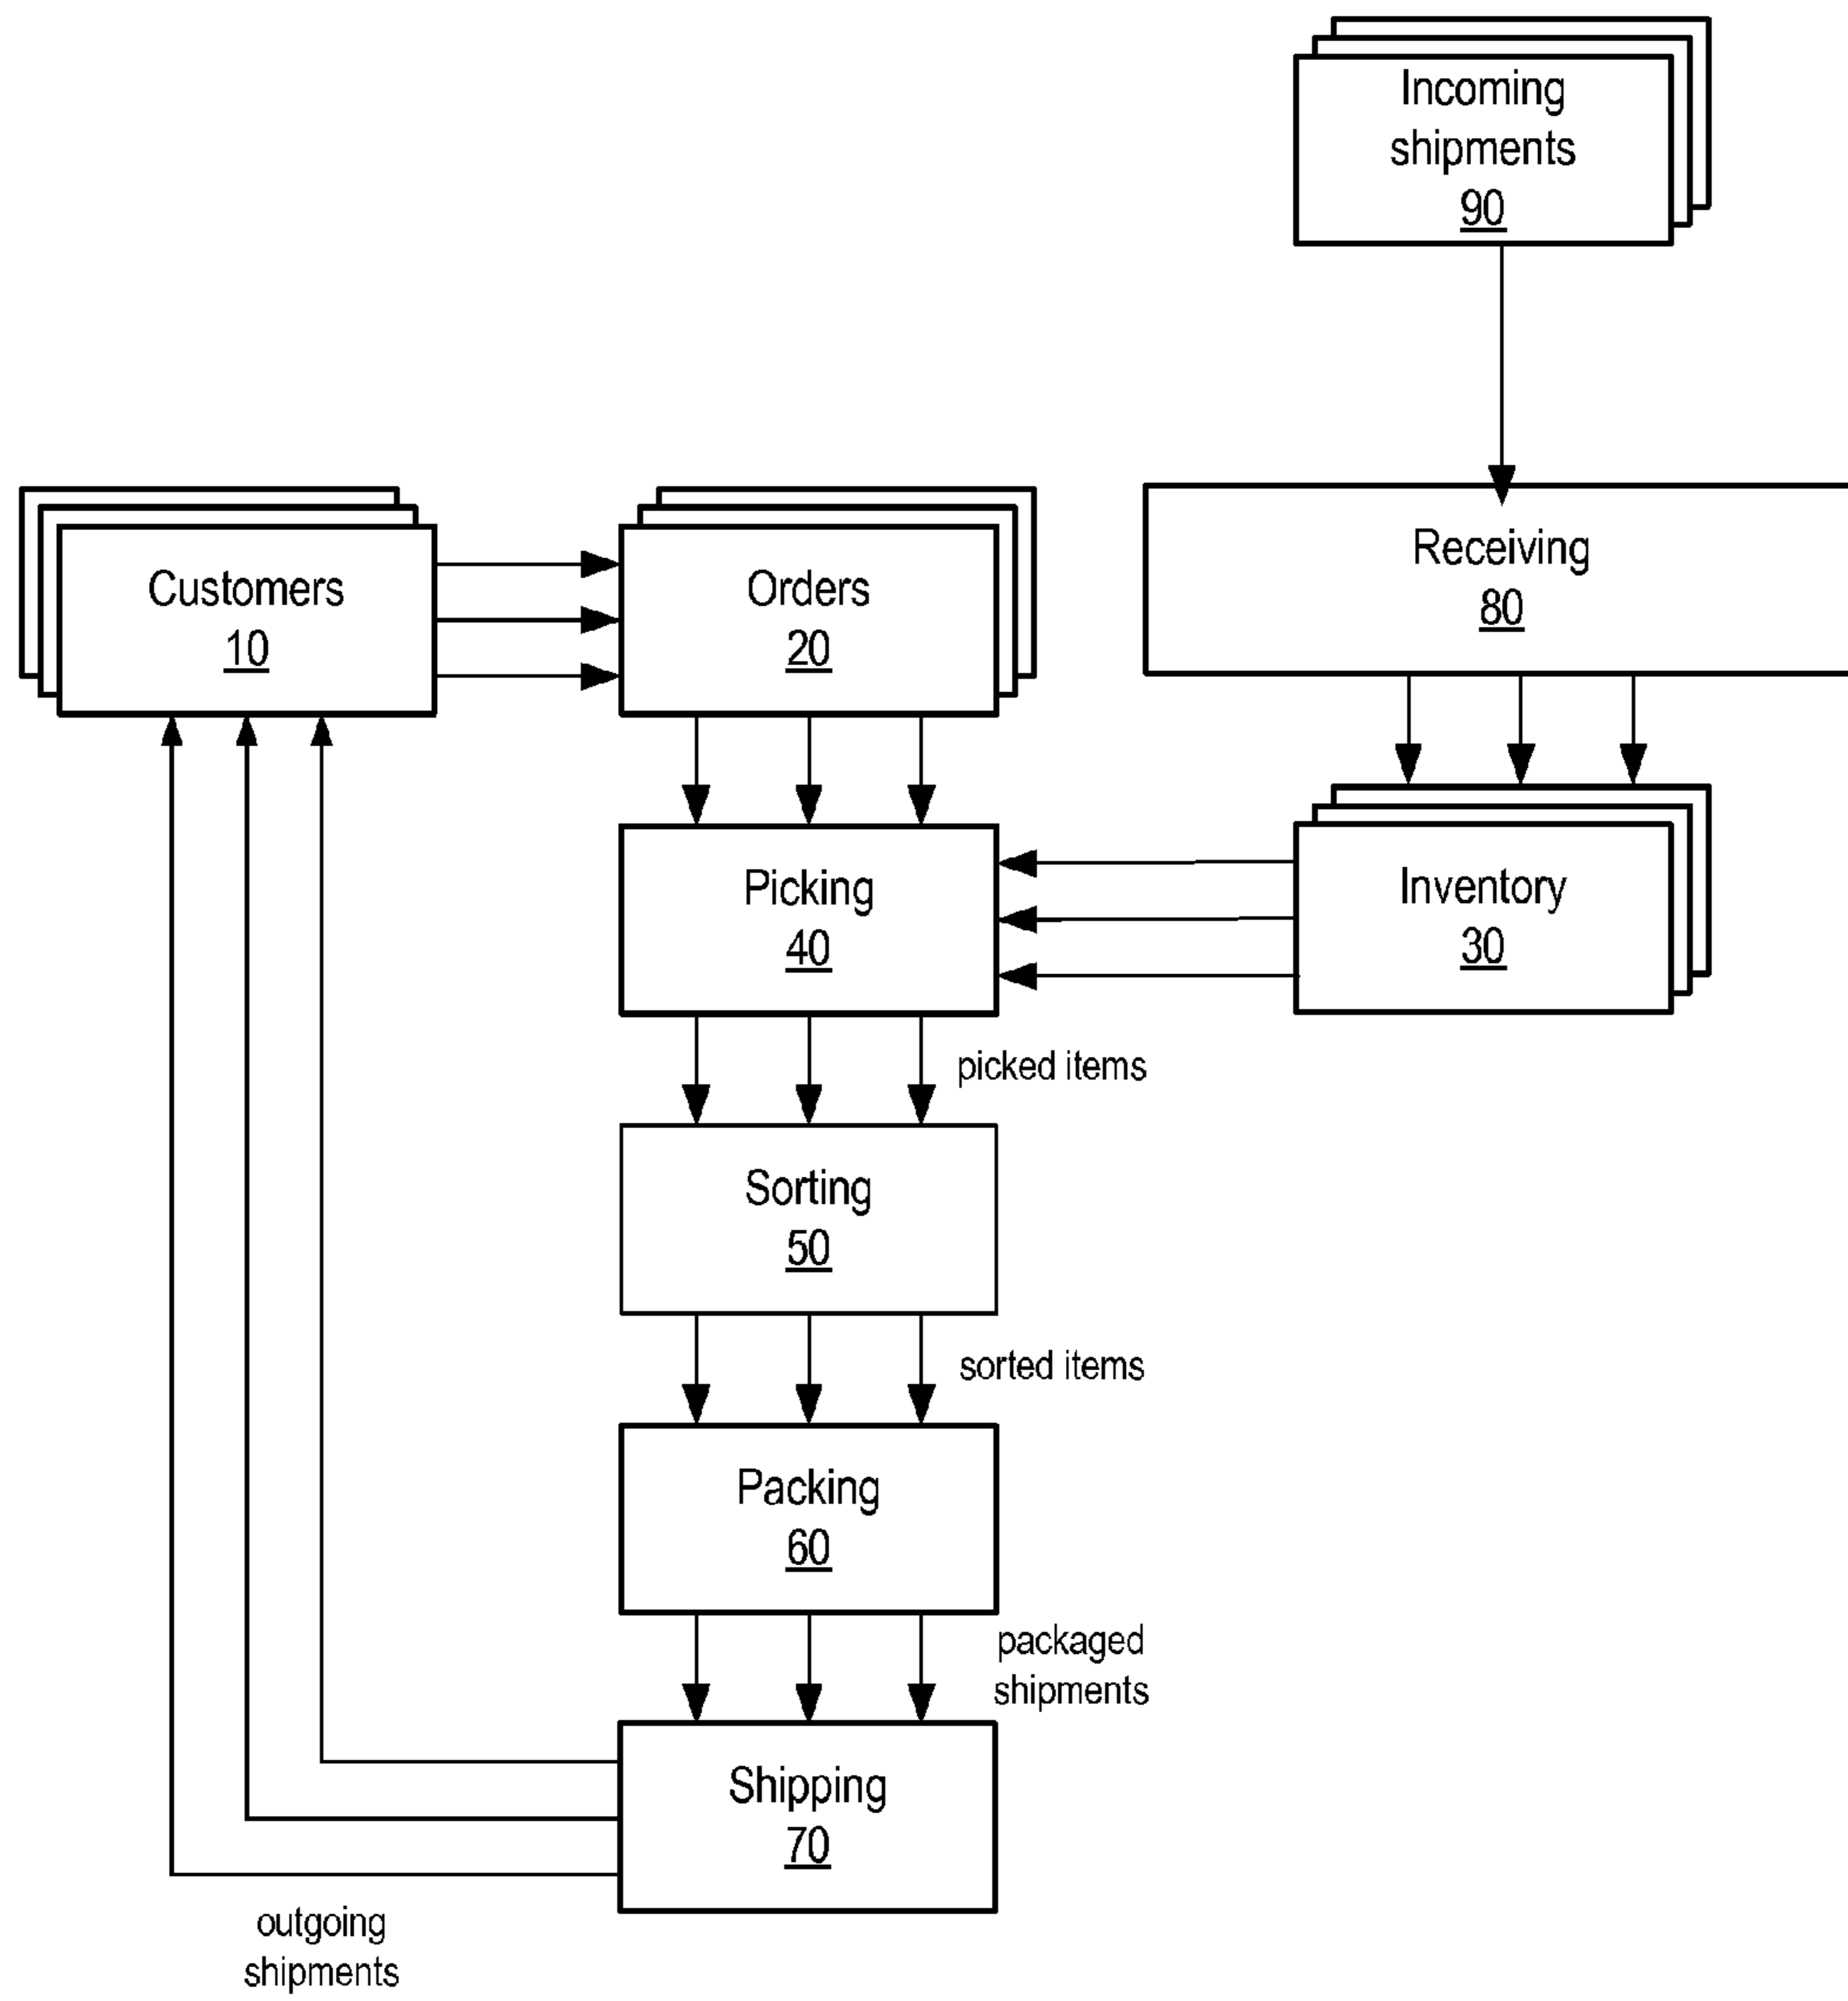 Incoming
shipments
90
Customers
10
Orders
20
Receiving
80
Picking
40
Inventory
30
picked items
Sorting
50
sorted items
Packing
60
packaged
shipments
Shipping
70
outgoing
shipments